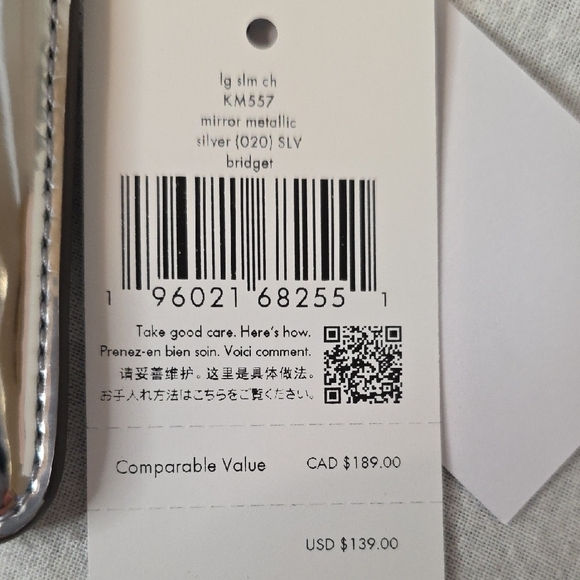 lg slm ch
KM557
mirror metallic
silver (020) SLV
bridget
1 96021 68255 1
Take good care. Here's how.
Prenez-en bien soin. Voici comment.
请妥善维护。这里是具体做法。
お手入れ方法はこちらをご覧ください。
Comparable Value CAD $189.00
USD $139.00